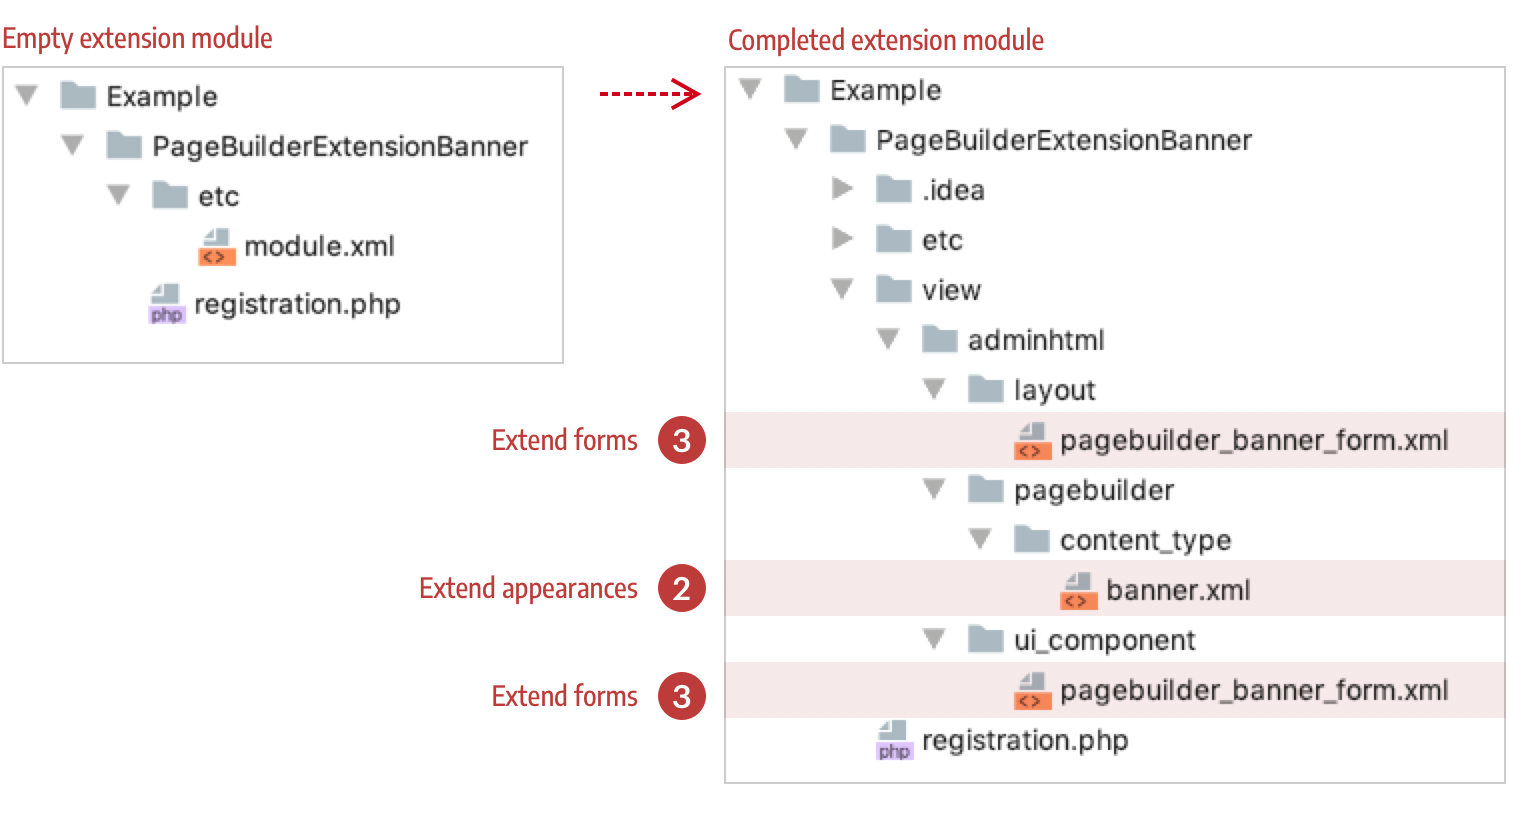 Empty extension module
Example
PageBuilderExtensionBanner
etc
<> module.xml
php registration.php
Completed extension module
Example
PageBuilderExtensionBanner
.idea
etc
view
adminhtml
layout
Extend forms 3 <> pagebuilder_banner_form.xml
pagebuilder
content_type
Extend appearances 2 <> banner.xml
ui_component
Extend forms 3 <> pagebuilder_banner_form.xml
php registration.php